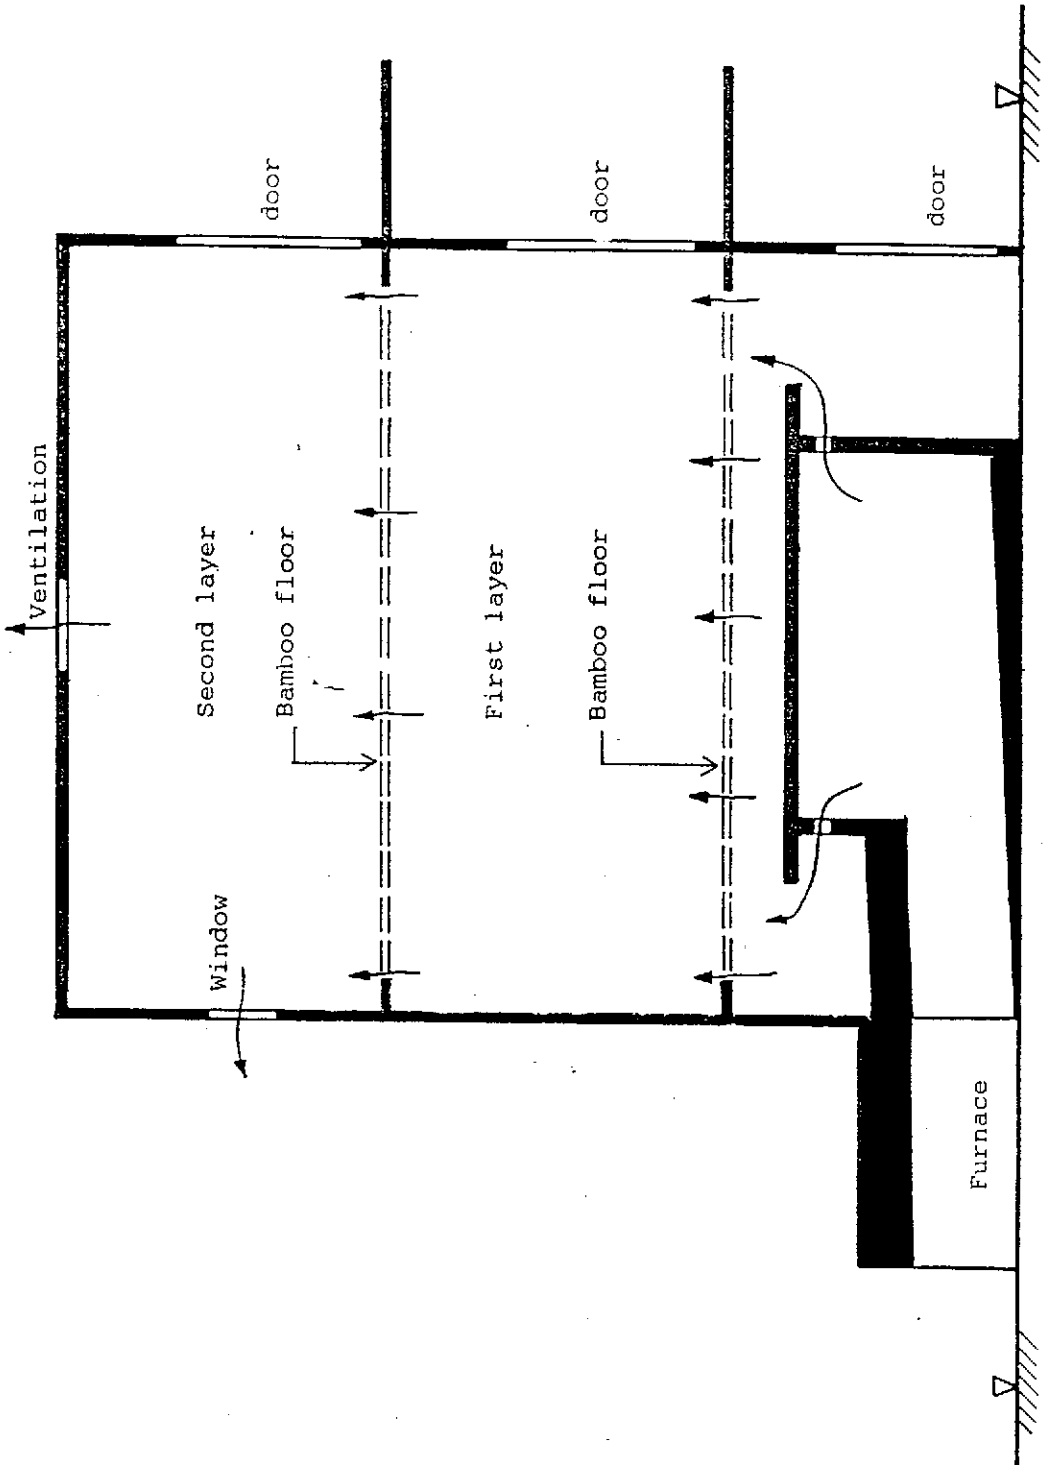 Ventilation
Second layer
door
Window
Bamboo floor
First layer
door
Bamboo floor
door
Furnace